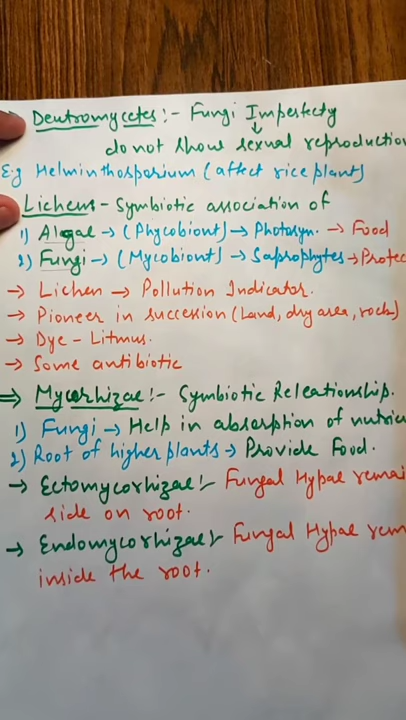 Deutromycetes :- Fungi Imperfecty
do not show sexual reproduction
E.g Helminthosporium (affect rice plant)
Lichens - Symbiotic association of
1) Algae → (Phycobiont) → Photosyn. → Food
2) Fungi → (Mycobiont) → Saprophytes → Protec
→ Lichen → Pollution Indicator.
→ Pioneer in succession (Land, dry area, rocks)
→ Dye - Litmus.
→ Some antibiotic
⇒ Mycorhizae :- Symbiotic Releationship.
1) Fungi → Help in absorption of nutrien
2) Root of higher plants → Provide Food.
→ Ectomycorhizae :- Fungal Hypae remai
side on root.
→ Endomycorhizae :- Fungal Hypae rem
inside the root.